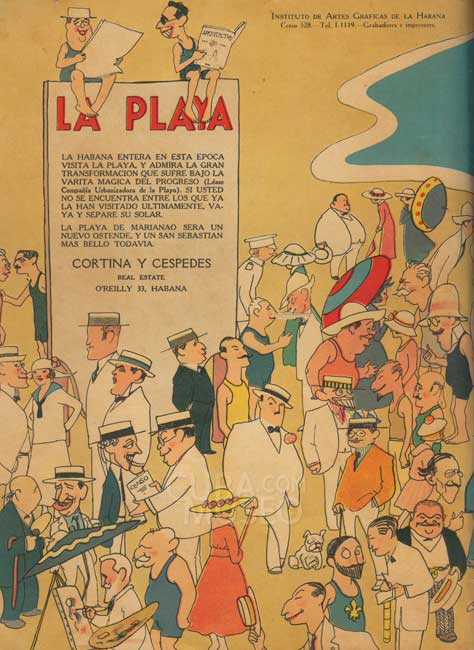 INSTITUTO DE ARTES GRAFICAS DE LA HABANA
Cerro 528.—Tel. I-1119.—Grabadores e impresores.
LA PLAYA
LA HABANA ENTERA EN ESTA EPOCA
VISITA LA PLAYA, Y ADMIRA LA GRAN
TRANSFORMACION QUE SUFRE BAJO LA
VARITA MAGICA DEL PROGRESO (Léase
Compañía Urbanizadora de la Playa). SI USTED
NO SE ENCUENTRA ENTRE LOS QUE YA
LA HAN VISITADO ULTIMAMENTE, VA-
YA Y SEPARE SU SOLAR.
LA PLAYA DE MARIANAO SERA UN
NUEVO OSTENDE, Y UN SAN SEBASTIAN
MAS BELLO TODAVIA.
CORTINA Y CESPEDES
REAL ESTATE
O'REILLY 33, HABANA
CENSO
CUBA.COM
MUSEO